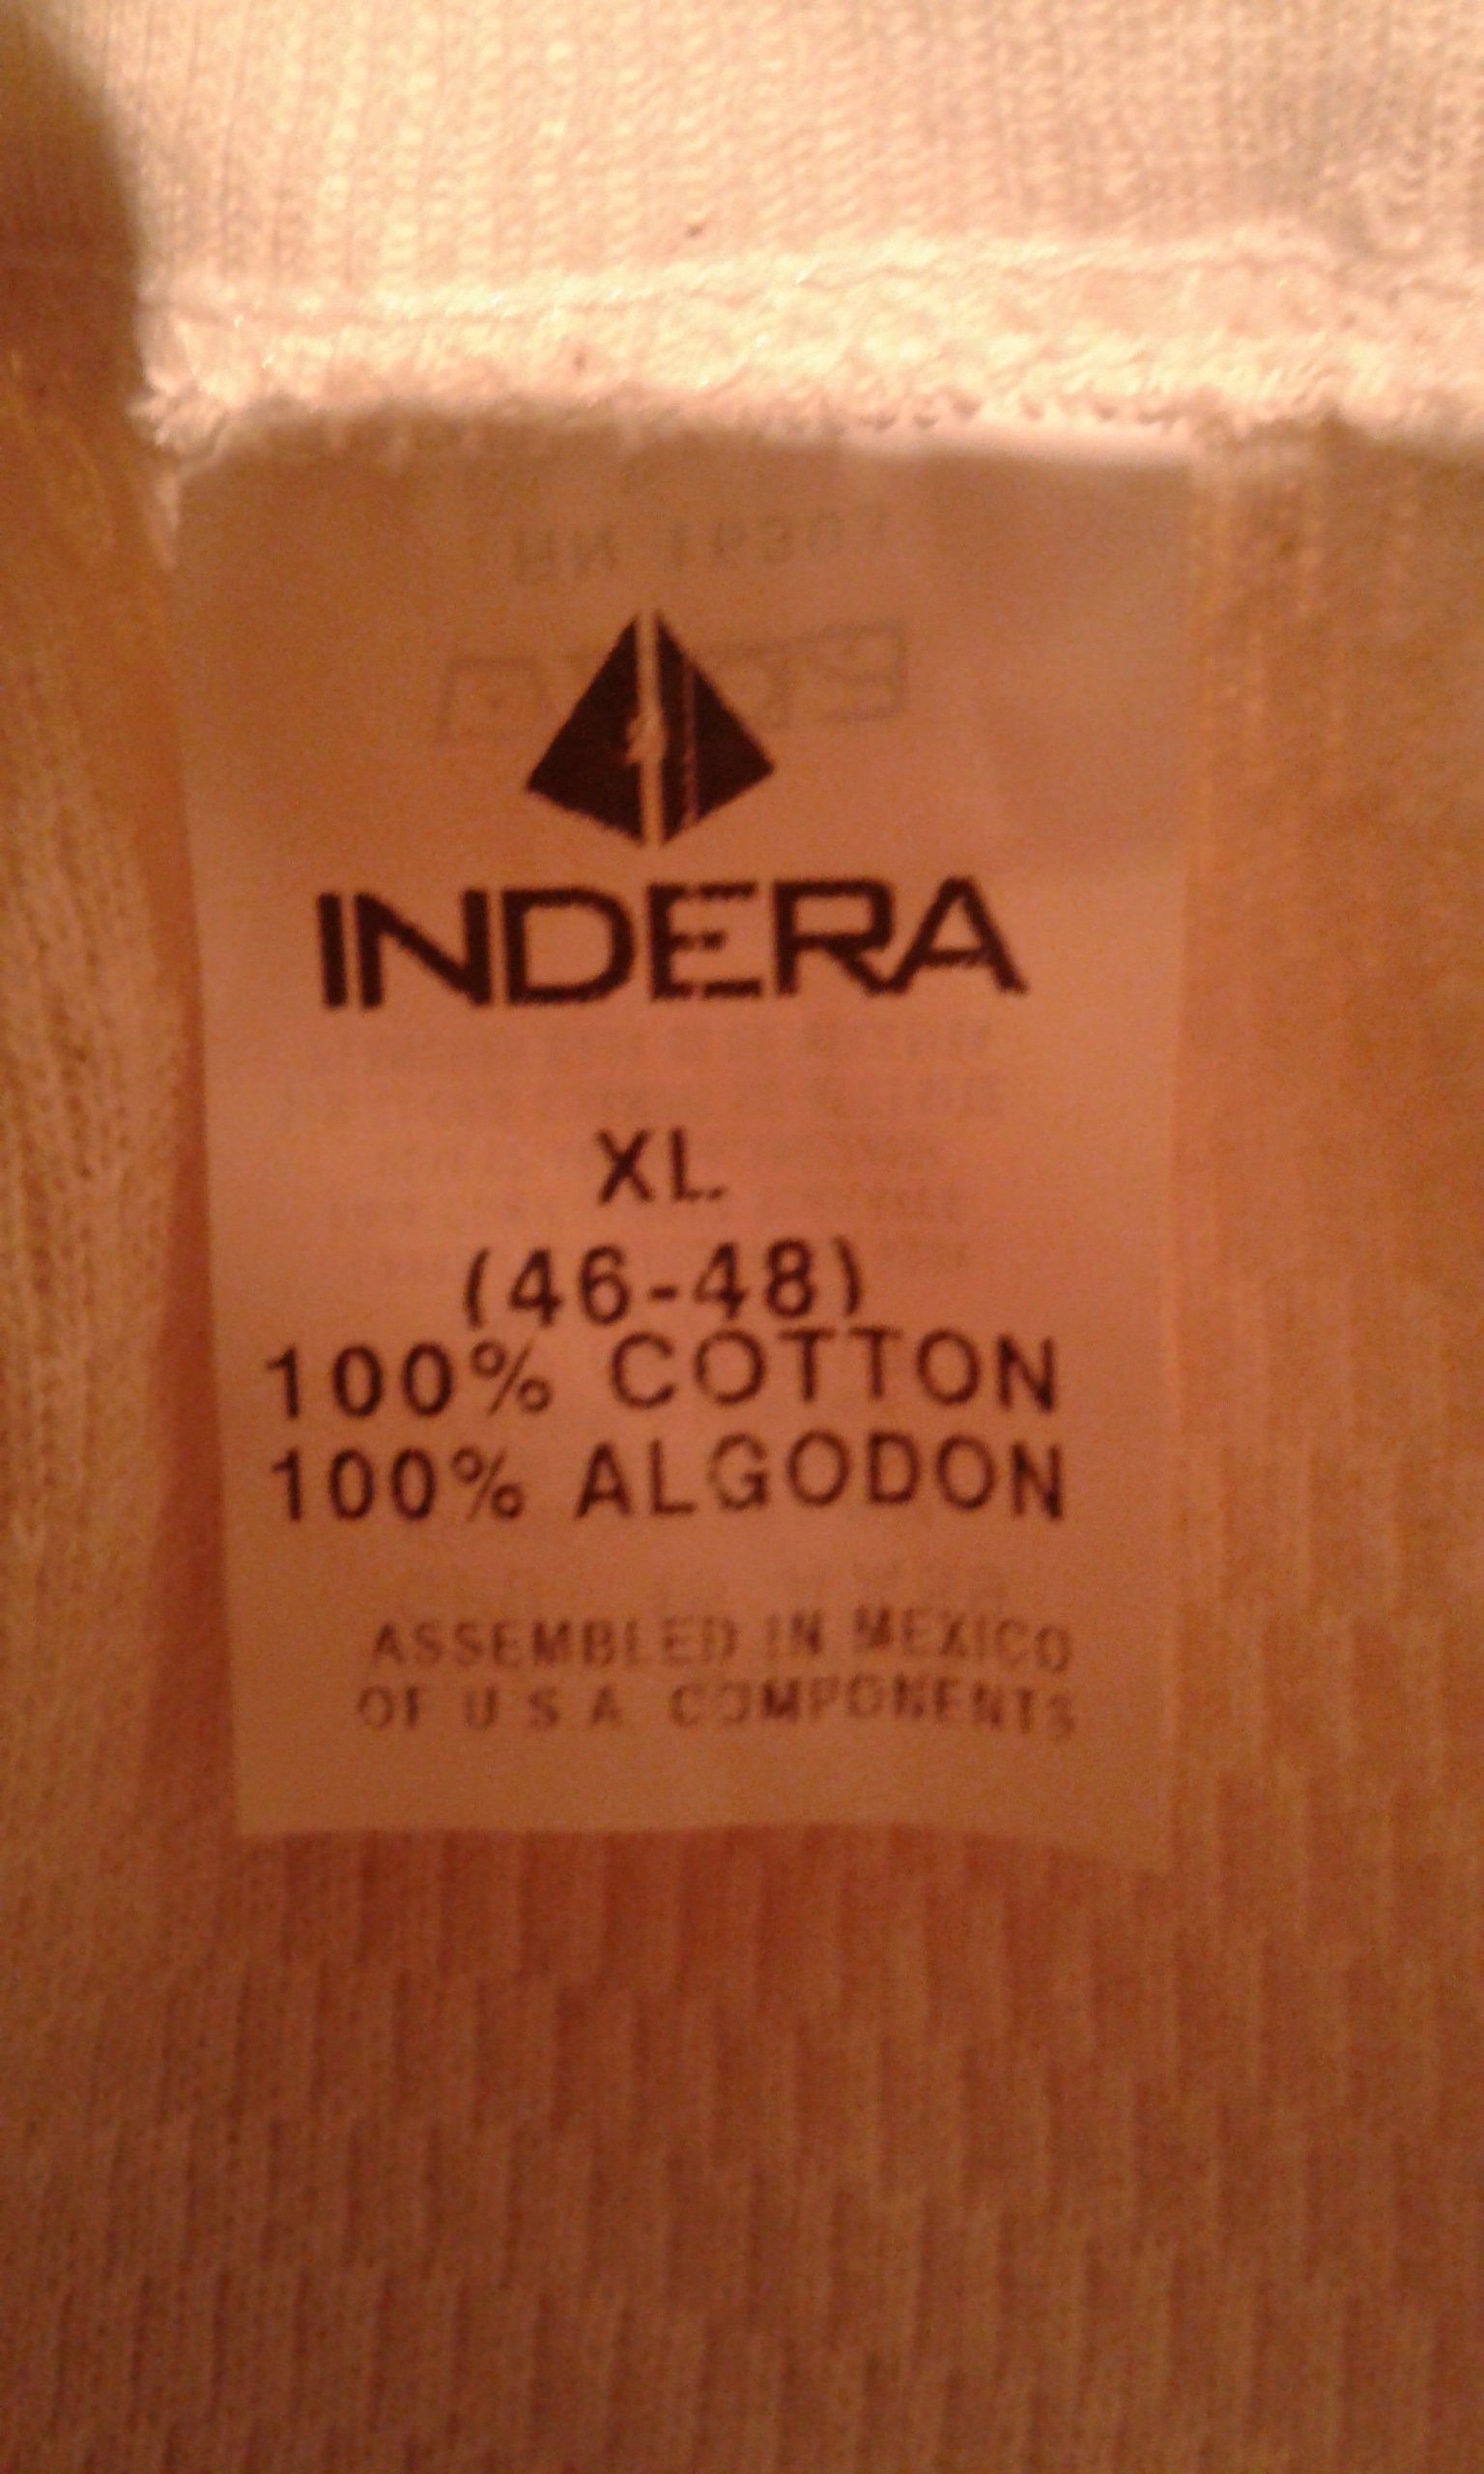 INDERA
XL
(46-48)
100% COTTON
100% ALGODON
ASSEMBLED IN MEXICO
OF U S A COMPONENTS